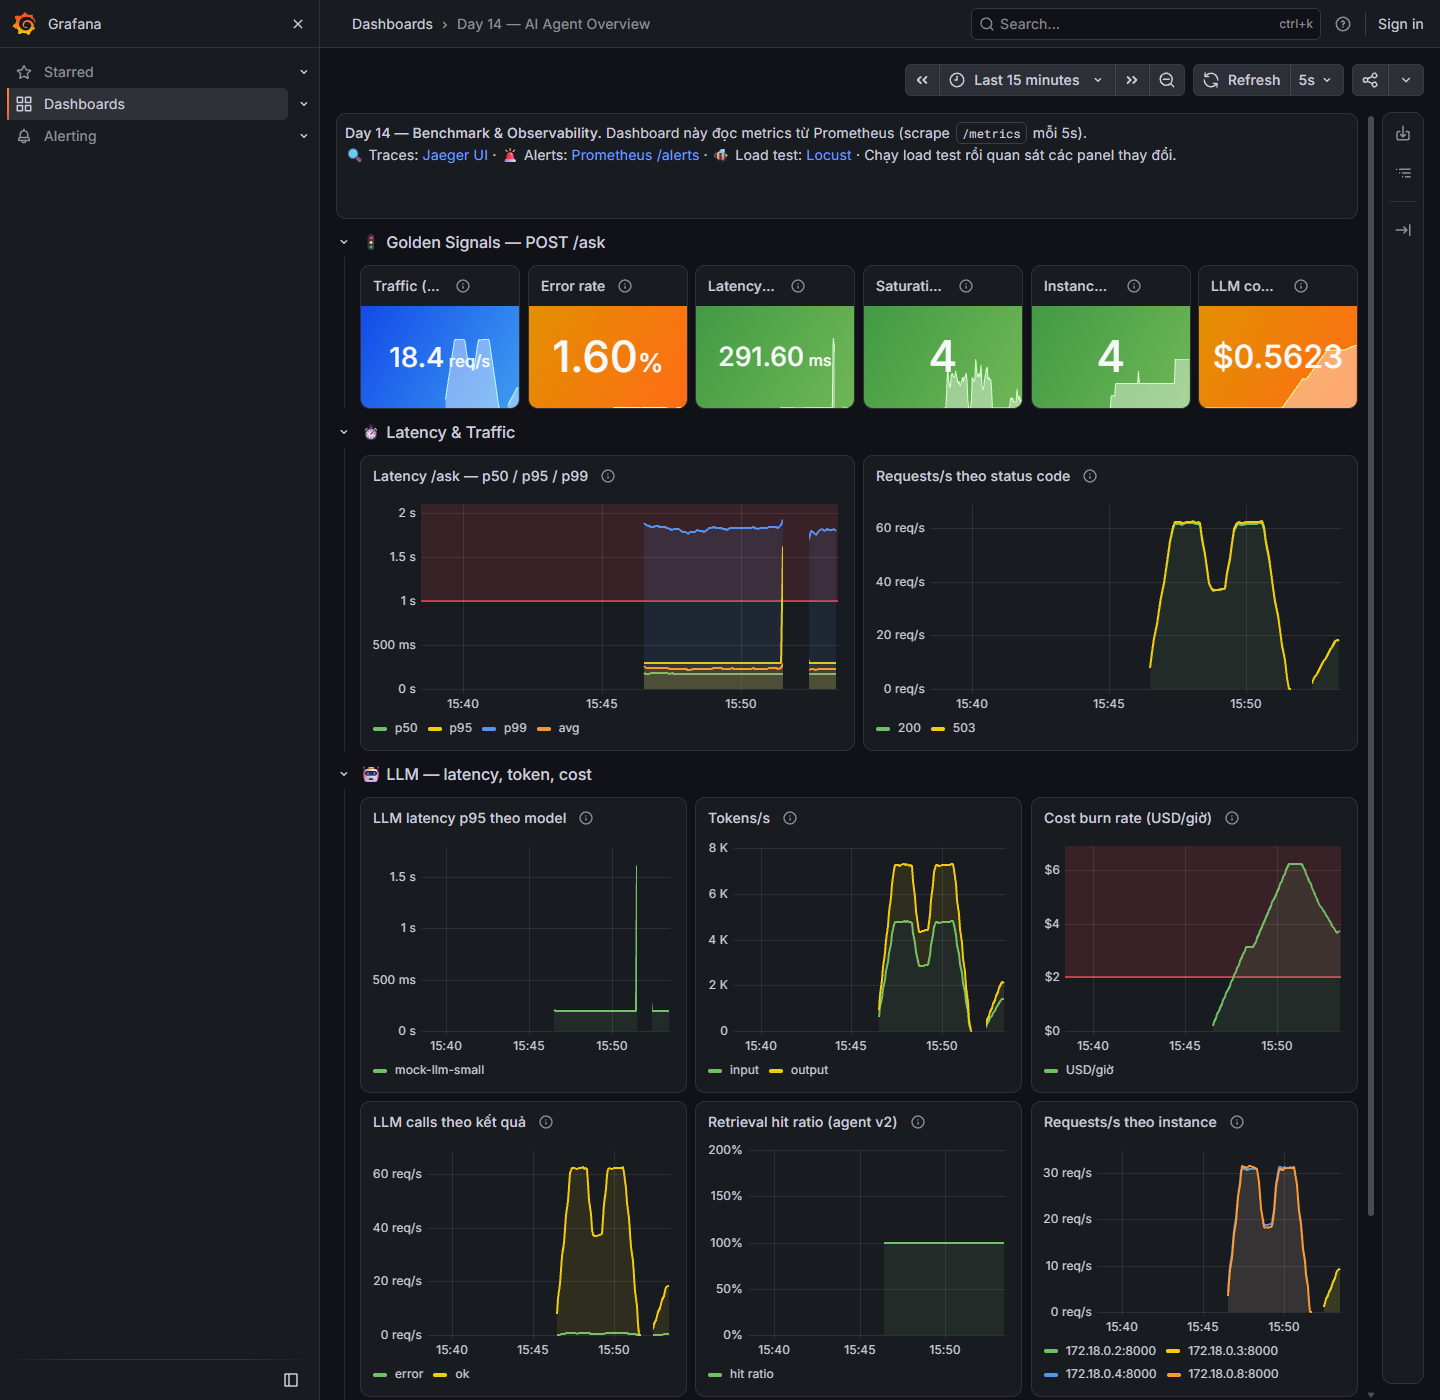 Grafana
Dashboards › Day 14 — AI Agent Overview
Search...
ctrl+k
Sign in
Starred
Dashboards
Alerting
Last 15 minutes
Refresh
5s
Day 14 — Benchmark & Observability. Dashboard này đọc metrics từ Prometheus (scrape /metrics mỗi 5s).
Traces: Jaeger UI · Alerts: Prometheus /alerts · Load test: Locust · Chạy load test rồi quan sát các panel thay đổi.
Golden Signals — POST /ask
Traffic (...
Error rate
Latency...
Saturati...
Instanc...
LLM co...
18.4 req/s
1.60%
291.60 ms
4
4
$0.5623
Latency & Traffic
Latency /ask — p50 / p95 / p99
2 s
1.5 s
1 s
500 ms
0 s
15:40
15:45
15:50
p50
p95
p99
avg
Requests/s theo status code
60 req/s
40 req/s
20 req/s
0 req/s
15:40
15:45
15:50
200
503
LLM — latency, token, cost
LLM latency p95 theo model
1.5 s
1 s
500 ms
0 s
15:40
15:45
15:50
mock-llm-small
Tokens/s
8 K
6 K
4 K
2 K
0
15:40
15:45
15:50
input
output
Cost burn rate (USD/giờ)
$6
$4
$2
$0
15:40
15:45
15:50
USD/giờ
LLM calls theo kết quả
60 req/s
40 req/s
20 req/s
0 req/s
15:40
15:45
15:50
error
ok
Retrieval hit ratio (agent v2)
200%
150%
100%
50%
0%
15:40
15:45
15:50
hit ratio
Requests/s theo instance
30 req/s
20 req/s
10 req/s
0 req/s
15:40
15:45
15:50
172.18.0.2:8000
172.18.0.3:8000
172.18.0.4:8000
172.18.0.8:8000